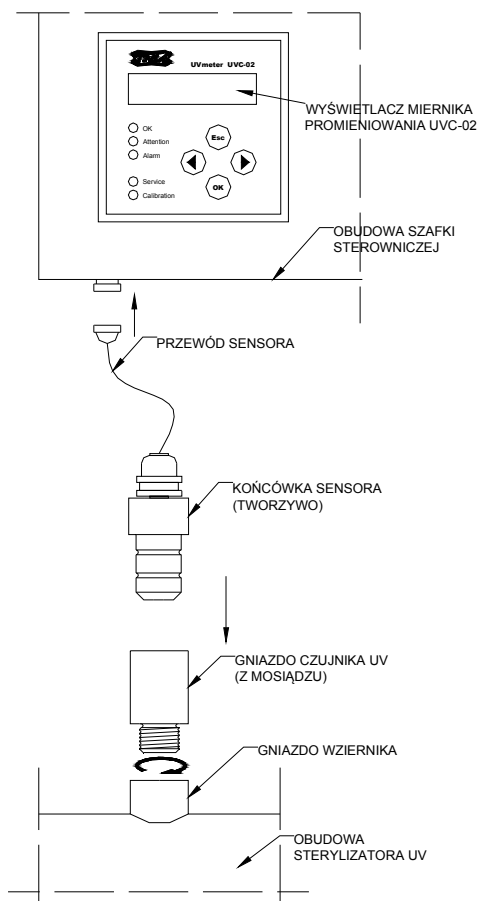 UVmeter UVC-02
WYŚWIETLACZ MIERNIKA
PROMIENIOWANIA UVC-02
OK
Attention
Alarm
Service
Calibration
Esc
OK
OBUDOWA SZAFKI
STEROWNICZEJ
PRZEWÓD SENSORA
KOŃCÓWKA SENSORA
(TWORZYWO)
GNIAZDO CZUJNIKA UV
(Z MOSIĄDZU)
GNIAZDO WZIERNIKA
OBUDOWA
STERYLIZATORA UV